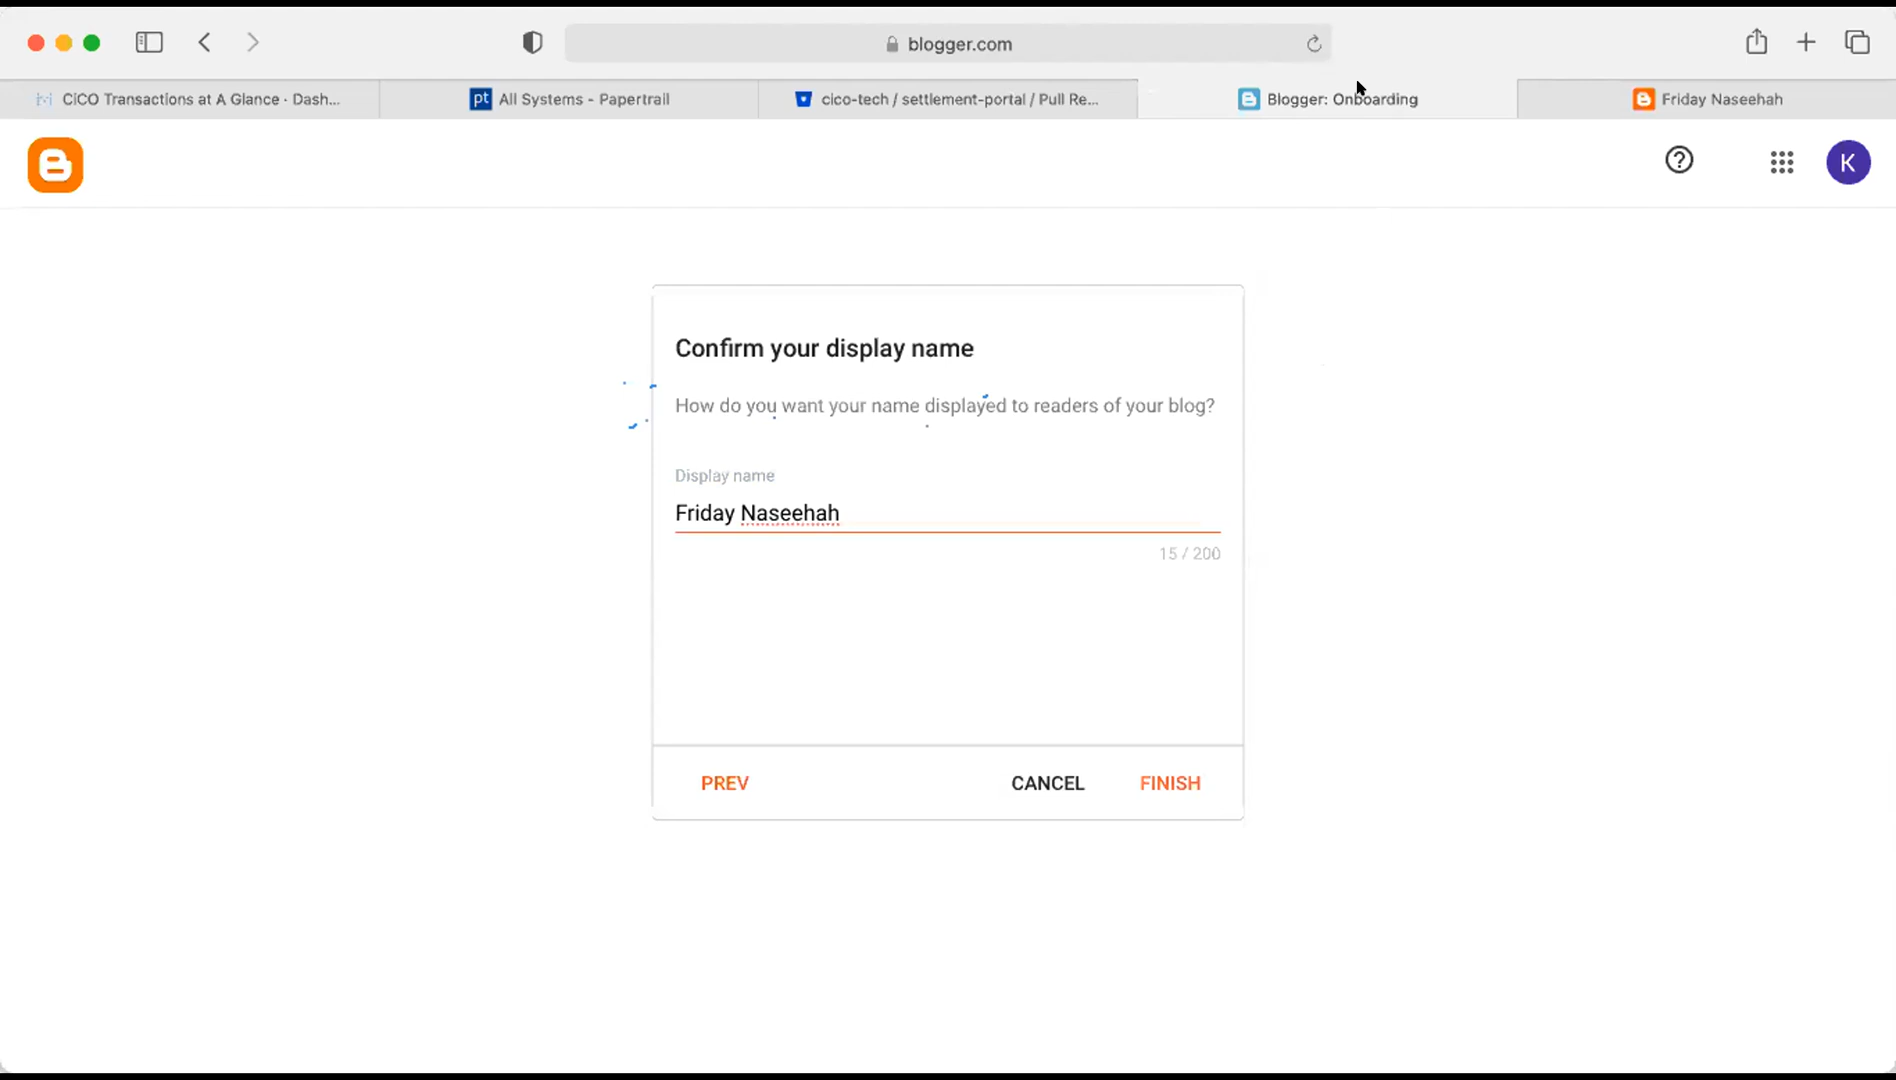 blogger.com
CiCO Transactions at A Glance · Dash...
pt All Systems - Papertrail
cico-tech / settlement-portal / Pull Re...
Blogger: Onboarding
Friday Naseehah
K
Confirm your display name
How do you want your name displayed to readers of your blog?
Display name
Friday Naseehah
15 / 200
PREV
CANCEL
FINISH